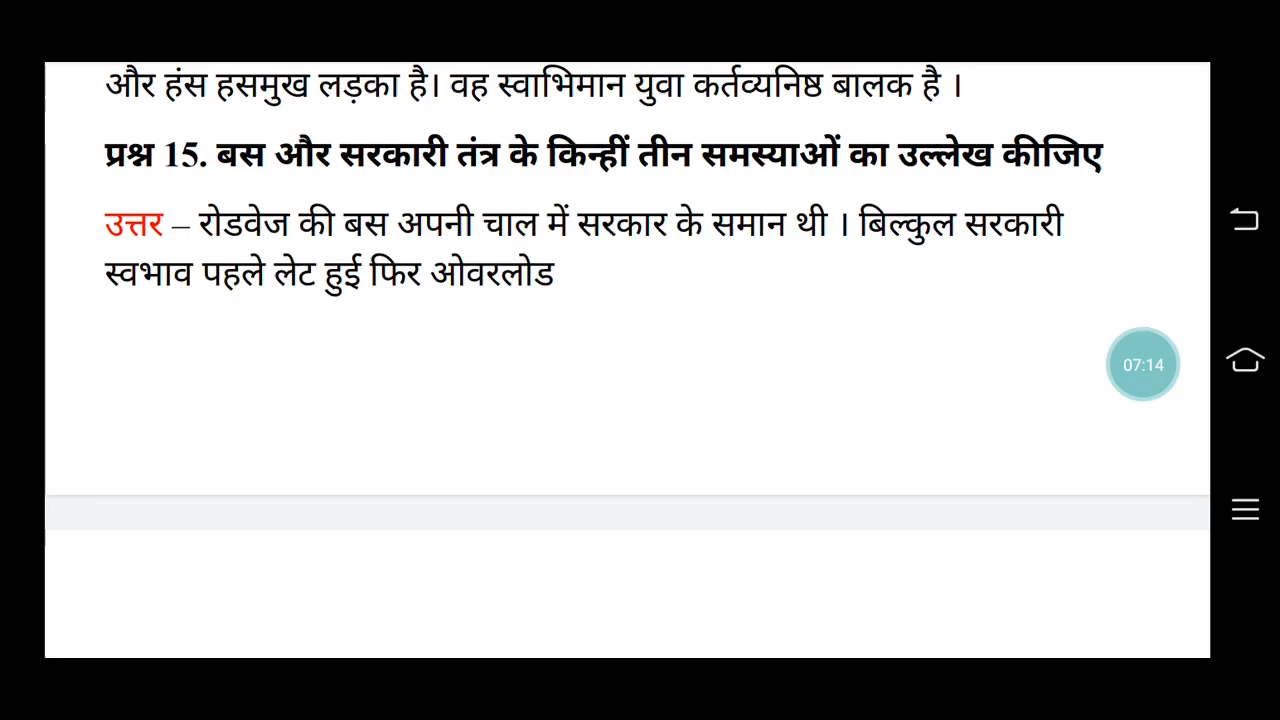 और हंस हसमुख लड़का है। वह स्वाभिमान युवा कर्तव्यनिष्ठ बालक है ।
प्रश्न 15. बस और सरकारी तंत्र के किन्हीं तीन समस्याओं का उल्लेख कीजिए
उत्तर – रोडवेज की बस अपनी चाल में सरकार के समान थी । बिल्कुल सरकारी
स्वभाव पहले लेट हुई फिर ओवरलोड
07:14